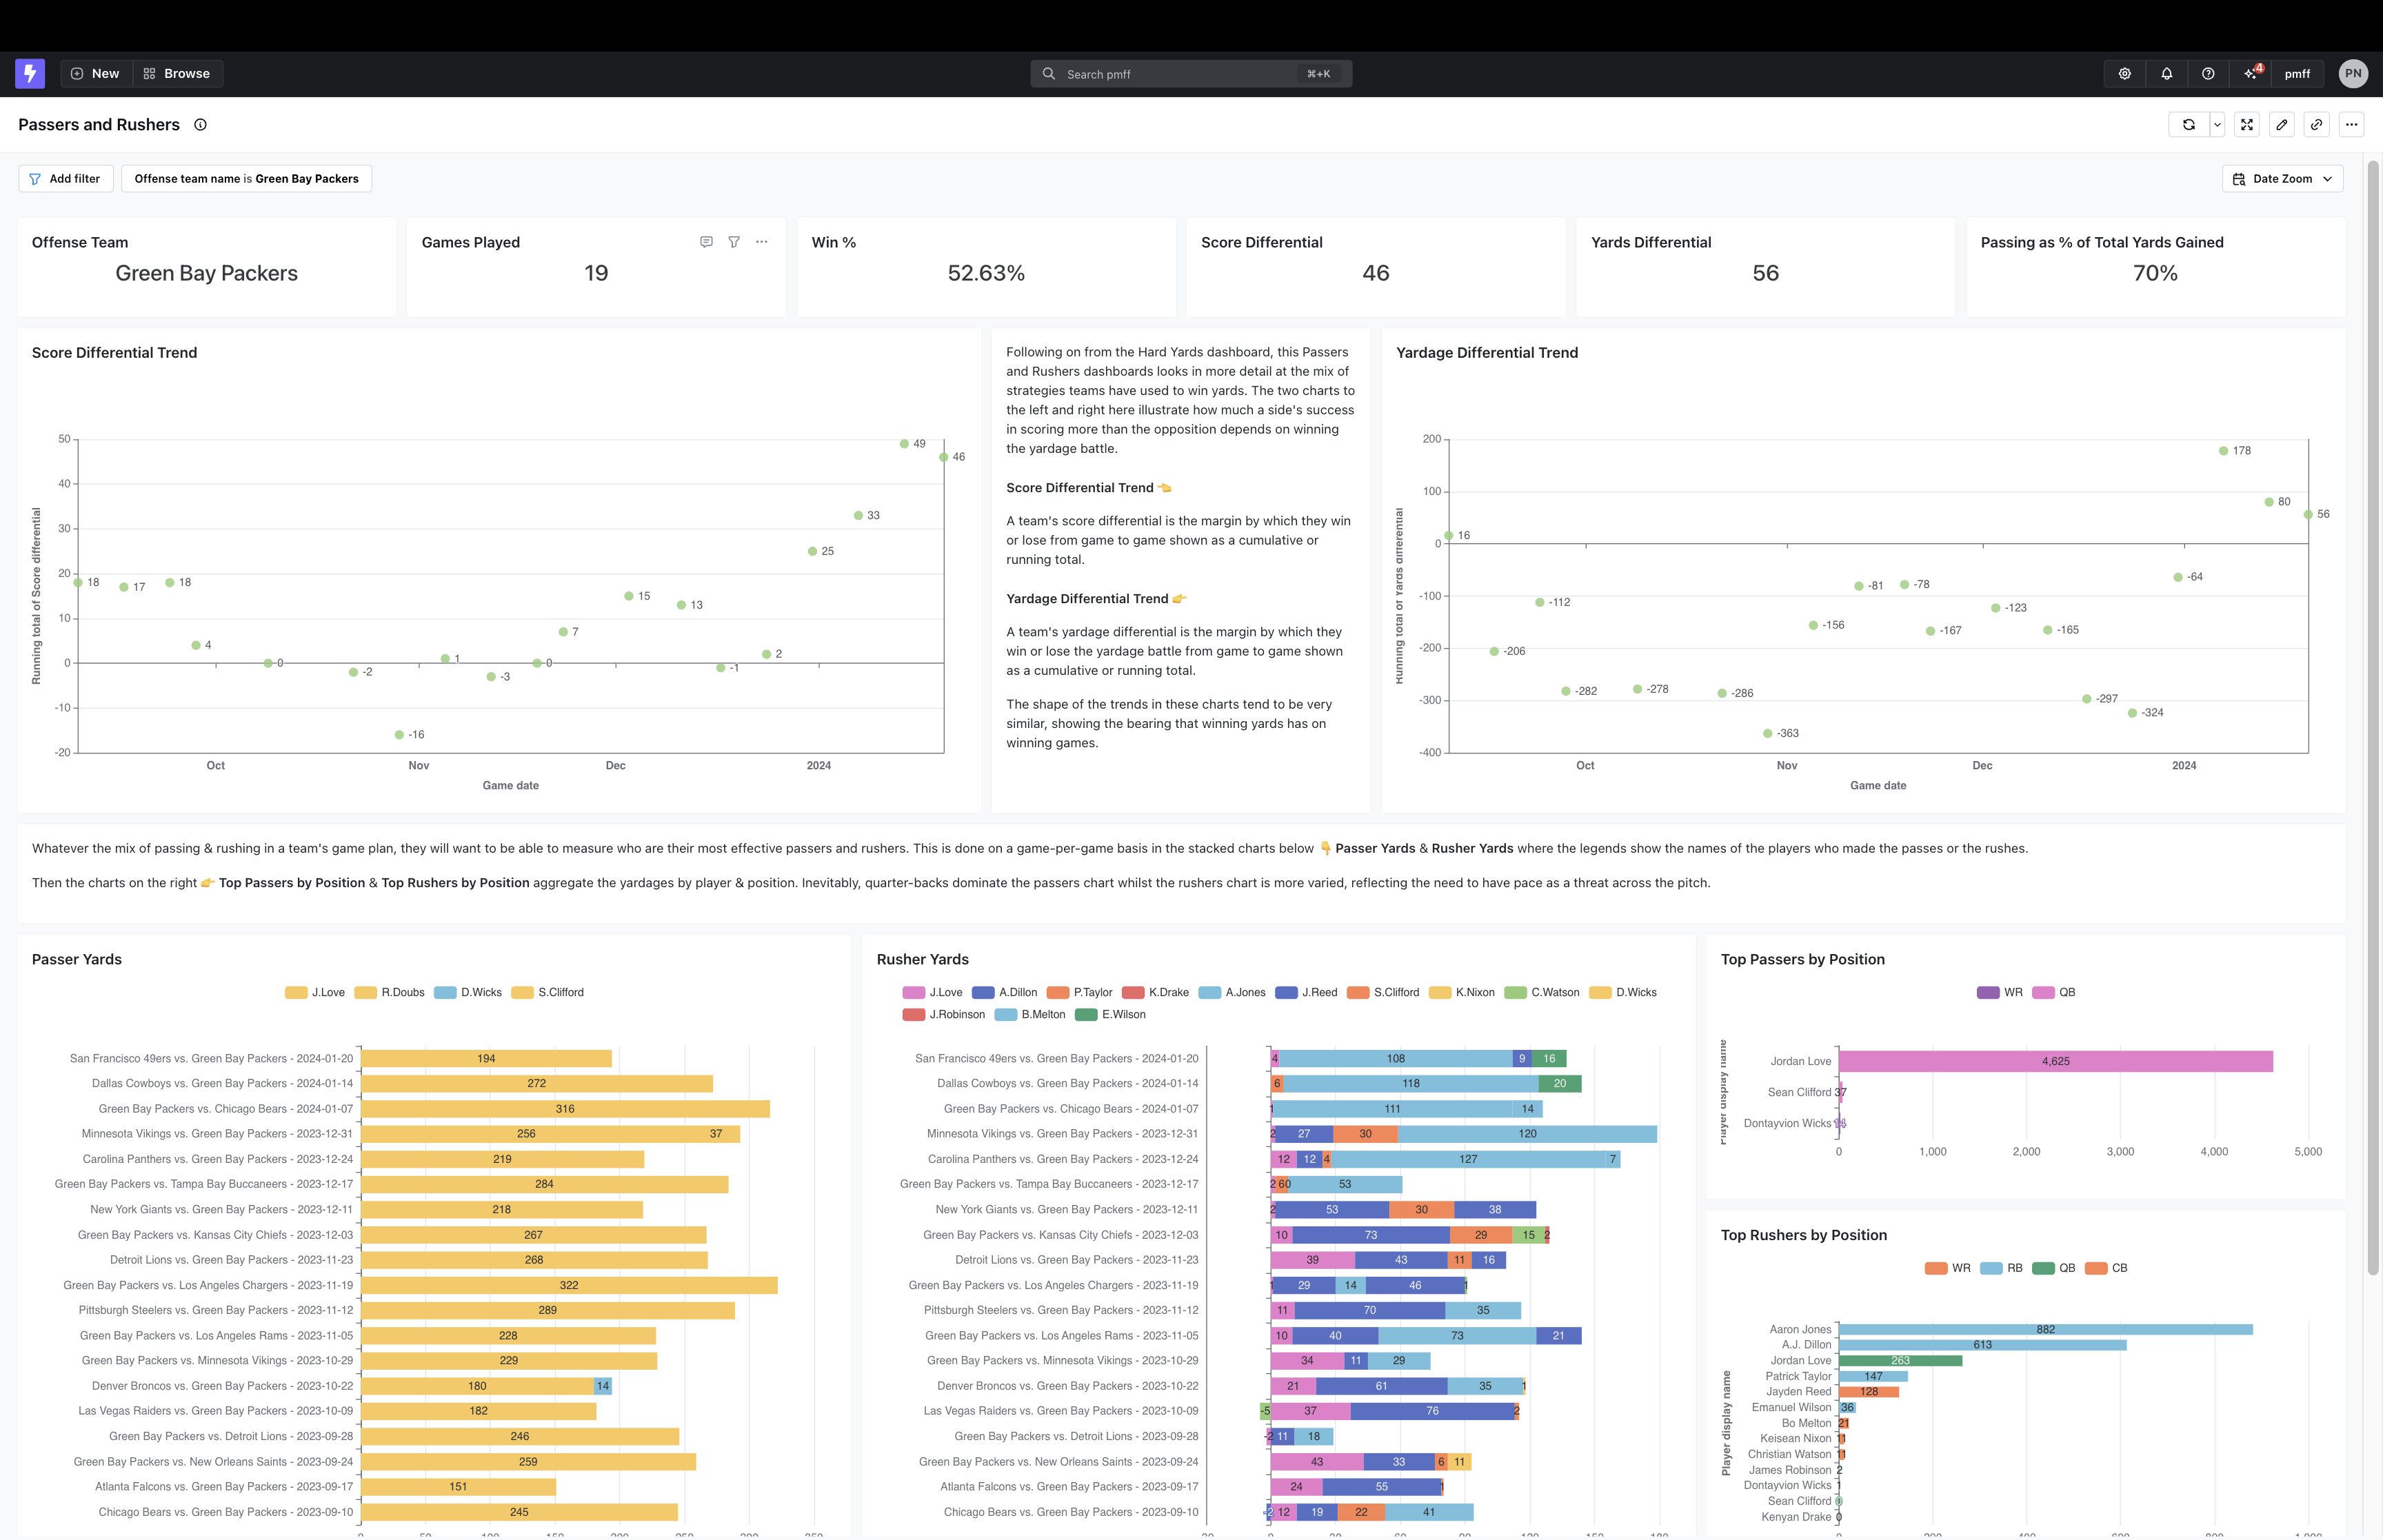 New
Browse
Search pmff
⌘+K
4
pmff
PN
Passers and Rushers
Add filter
Offense team name is Green Bay Packers
Date Zoom
Offense Team
Green Bay Packers
Games Played
19
Win %
52.63%
Score Differential
46
Yards Differential
56
Passing as % of Total Yards Gained
70%
Score Differential Trend
Running total of Score differential
50
40
30
20
10
0
-10
-20
18
17
18
4
0
-2
-16
1
-3
0
7
15
13
-1
2
25
33
49
46
Oct
Nov
Dec
2024
Game date
Following on from the Hard Yards dashboard, this Passers
and Rushers dashboards looks in more detail at the mix of
strategies teams have used to win yards. The two charts to
the left and right here illustrate how much a side's success
in scoring more than the opposition depends on winning
the yardage battle.
Score Differential Trend 👈
A team's score differential is the margin by which they win
or lose from game to game shown as a cumulative or
running total.
Yardage Differential Trend 👉
A team's yardage differential is the margin by which they
win or lose the yardage battle from game to game shown
as a cumulative or running total.
The shape of the trends in these charts tend to be very
similar, showing the bearing that winning yards has on
winning games.
Yardage Differential Trend
Running total of Yards differential
200
100
0
-100
-200
-300
-400
16
-206
-112
-282
-278
-286
-363
-156
-81
-78
-167
-123
-165
-297
-324
-64
178
80
56
Oct
Nov
Dec
2024
Game date
Whatever the mix of passing & rushing in a team's game plan, they will want to be able to measure who are their most effective passers and rushers. This is done on a game-per-game basis in the stacked charts below 👇 Passer Yards & Rusher Yards where the legends show the names of the players who made the passes or the rushes.
Then the charts on the right 👉 Top Passers by Position & Top Rushers by Position aggregate the yardages by player & position. Inevitably, quarter-backs dominate the passers chart whilst the rushers chart is more varied, reflecting the need to have pace as a threat across the pitch.
Passer Yards
J.Love R.Doubs D.Wicks S.Clifford
San Francisco 49ers vs. Green Bay Packers - 2024-01-20 194
Dallas Cowboys vs. Green Bay Packers - 2024-01-14 272
Green Bay Packers vs. Chicago Bears - 2024-01-07 316
Minnesota Vikings vs. Green Bay Packers - 2023-12-31 256 37
Carolina Panthers vs. Green Bay Packers - 2023-12-24 219
Green Bay Packers vs. Tampa Bay Buccaneers - 2023-12-17 284
New York Giants vs. Green Bay Packers - 2023-12-11 218
Green Bay Packers vs. Kansas City Chiefs - 2023-12-03 267
Detroit Lions vs. Green Bay Packers - 2023-11-23 268
Green Bay Packers vs. Los Angeles Chargers - 2023-11-19 322
Pittsburgh Steelers vs. Green Bay Packers - 2023-11-12 289
Green Bay Packers vs. Los Angeles Rams - 2023-11-05 228
Green Bay Packers vs. Minnesota Vikings - 2023-10-29 229
Denver Broncos vs. Green Bay Packers - 2023-10-22 180 14
Las Vegas Raiders vs. Green Bay Packers - 2023-10-09 182
Green Bay Packers vs. Detroit Lions - 2023-09-28 246
Green Bay Packers vs. New Orleans Saints - 2023-09-24 259
Atlanta Falcons vs. Green Bay Packers - 2023-09-17 151
Chicago Bears vs. Green Bay Packers - 2023-09-10 245
Rusher Yards
J.Love A.Dillon P.Taylor K.Drake A.Jones J.Reed S.Clifford K.Nixon C.Watson D.Wicks
J.Robinson B.Melton E.Wilson
San Francisco 49ers vs. Green Bay Packers - 2024-01-20 4 108 9 16
Dallas Cowboys vs. Green Bay Packers - 2024-01-14 6 118 20
Green Bay Packers vs. Chicago Bears - 2024-01-07 1 111 14
Minnesota Vikings vs. Green Bay Packers - 2023-12-31 2 27 30 120
Carolina Panthers vs. Green Bay Packers - 2023-12-24 12 12 4 127 7
Green Bay Packers vs. Tampa Bay Buccaneers - 2023-12-17 2 6 0 53
New York Giants vs. Green Bay Packers - 2023-12-11 2 53 30 38
Green Bay Packers vs. Kansas City Chiefs - 2023-12-03 10 73 29 15 2
Detroit Lions vs. Green Bay Packers - 2023-11-23 39 43 11 16
Green Bay Packers vs. Los Angeles Chargers - 2023-11-19 1 29 14 46 1
Pittsburgh Steelers vs. Green Bay Packers - 2023-11-12 11 70 35
Green Bay Packers vs. Los Angeles Rams - 2023-11-05 10 40 73 21
Green Bay Packers vs. Minnesota Vikings - 2023-10-29 34 11 29
Denver Broncos vs. Green Bay Packers - 2023-10-22 21 61 35 1
Las Vegas Raiders vs. Green Bay Packers - 2023-10-09 -5 37 76 2
Green Bay Packers vs. Detroit Lions - 2023-09-28 -2 11 18
Green Bay Packers vs. New Orleans Saints - 2023-09-24 43 33 6 11
Atlanta Falcons vs. Green Bay Packers - 2023-09-17 24 55
Chicago Bears vs. Green Bay Packers - 2023-09-10 -2 12 19 22 41
Top Passers by Position
WR QB
Player display name
Jordan Love 4,625
Sean Clifford 37
Dontayvion Wicks
0 1,000 2,000 3,000 4,000 5,000
Top Rushers by Position
WR RB QB CB
Player display name
Aaron Jones 882
A.J. Dillon 613
Jordan Love 263
Patrick Taylor 147
Jayden Reed 128
Emanuel Wilson 36
Bo Melton 21
Keisean Nixon 11
Christian Watson 11
James Robinson 2
Dontayvion Wicks 1
Sean Clifford 0
Kenyan Drake 0